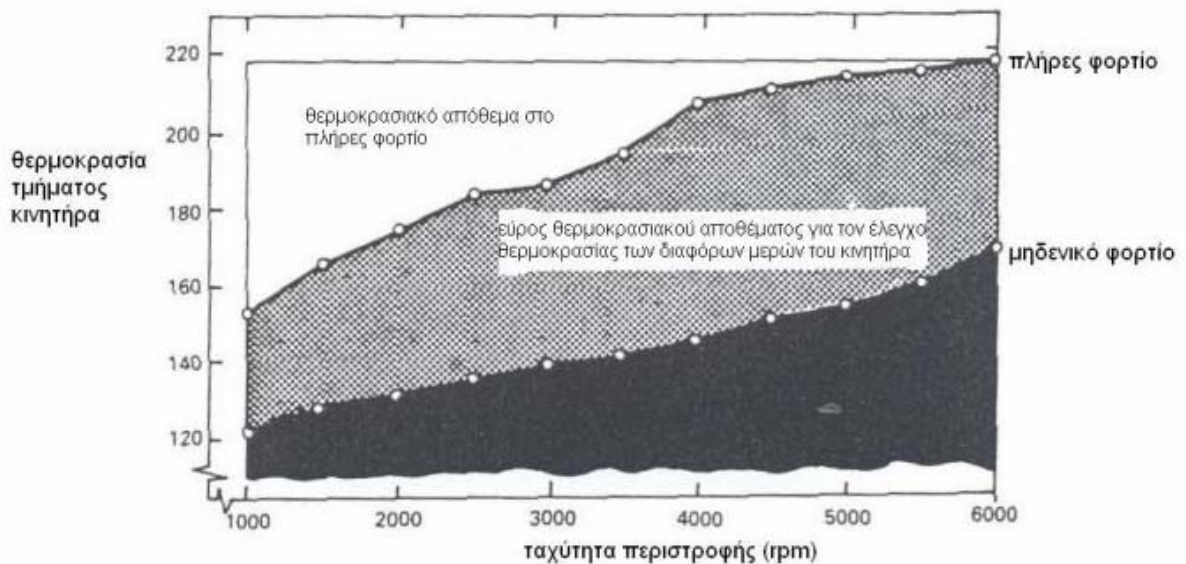 220
200
180
160
140
120
θερμοκρασία
τμήματος
κινητήρα
θερμοκρασιακό απόθεμα στο
πλήρες φορτίο
εύρος θερμοκρασιακού αποθέματος για τον έλεγχο
θερμοκρασίας των διαφόρων μερών του κινητήρα
πλήρες φορτίο
μηδενικό φορτίο
1000 2000 3000 4000 5000 6000
ταχύτητα περιστροφής (rpm)